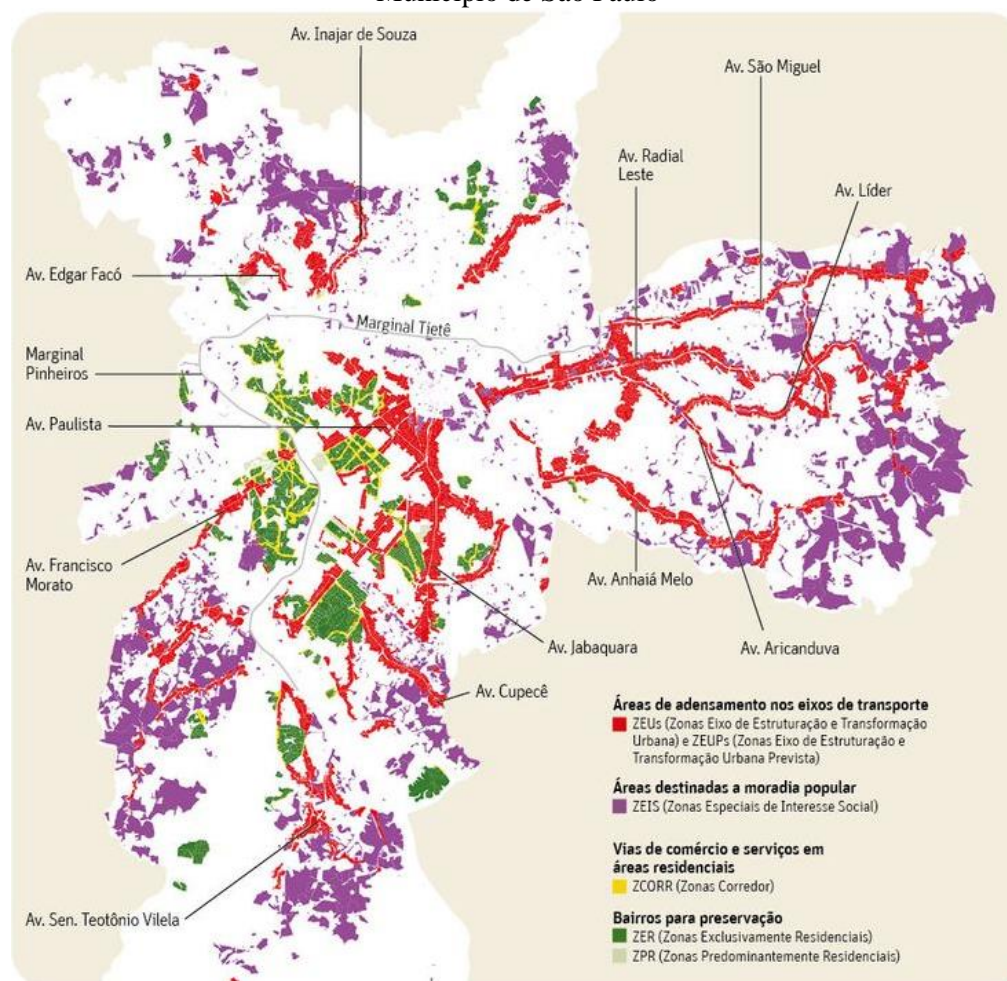 Município de São Paulo
Av. Inajar de Souza
Av. São Miguel
Av. Radial
Leste
Av. Líder
Av. Edgar Facó
Marginal Tietê
Marginal
Pinheiros
Av. Paulista
Av. Francisco
Morato
Av. Anhaiá Melo
Av. Jabaquara
Av. Aricanduva
Av. Cupecê
Av. Sen. Teotônio Vilela
Áreas de adensamento nos eixos de transporte
ZEUs (Zonas Eixo de Estruturação e Transformação
Urbana) e ZEUPs (Zonas Eixo de Estruturação e
Transformação Urbana Prevista)
Áreas destinadas a moradia popular
ZEIS (Zonas Especiais de Interesse Social)
Vias de comércio e serviços em
áreas residenciais
ZCORR (Zonas Corredor)
Bairros para preservação
ZER (Zonas Exclusivamente Residenciais)
ZPR (Zonas Predominantemente Residenciais)